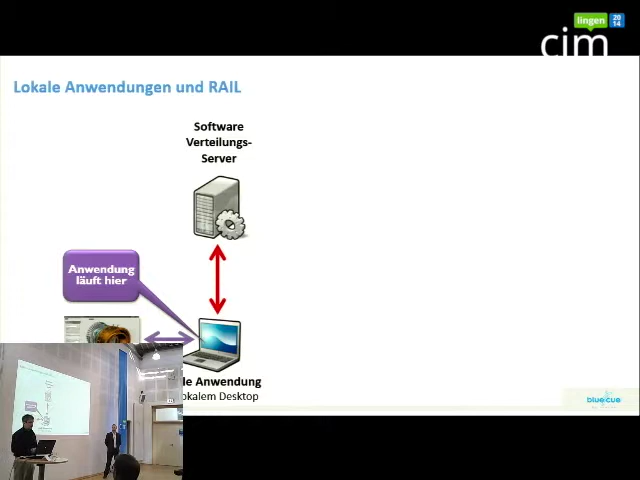 lingen
20
14
cim
Lokale Anwendungen und RAIL
Software
Verteilungs-
Server
Anwendung
läuft hier
le Anwendung
okalem Desktop
blue cue